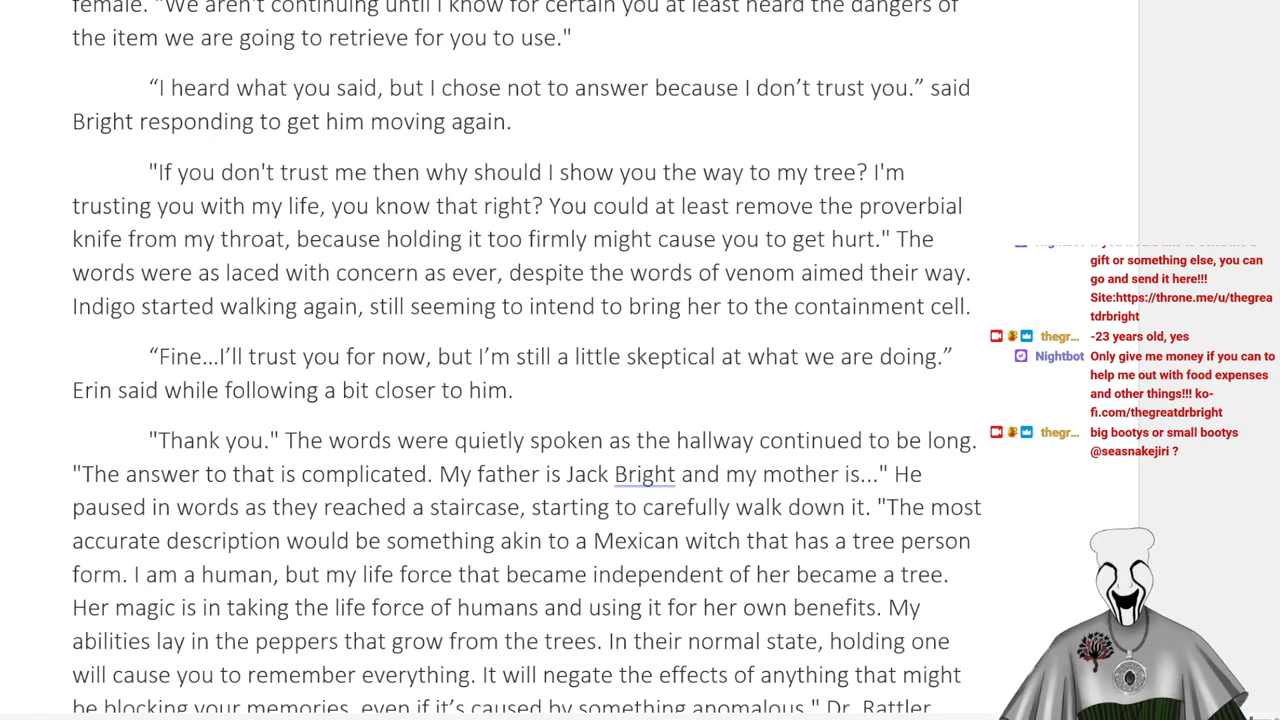 female. "We aren't continuing until I know for certain you at least heard the dangers of
the item we are going to retrieve for you to use."
“I heard what you said, but I chose not to answer because I don’t trust you.” said
Bright responding to get him moving again.
"If you don't trust me then why should I show you the way to my tree? I'm
trusting you with my life, you know that right? You could at least remove the proverbial
knife from my throat, because holding it too firmly might cause you to get hurt." The
words were as laced with concern as ever, despite the words of venom aimed their way.
Indigo started walking again, still seeming to intend to bring her to the containment cell.
“Fine...I’ll trust you for now, but I’m still a little skeptical at what we are doing.”
Erin said while following a bit closer to him.
"Thank you." The words were quietly spoken as the hallway continued to be long.
"The answer to that is complicated. My father is Jack Bright and my mother is..." He
paused in words as they reached a staircase, starting to carefully walk down it. "The most
accurate description would be something akin to a Mexican witch that has a tree person
form. I am a human, but my life force that became independent of her became a tree.
Her magic is in taking the life force of humans and using it for her own benefits. My
abilities lay in the peppers that grow from the trees. In their normal state, holding one
will cause you to remember everything. It will negate the effects of anything that might
be blocking your memories, even if it’s caused by something anomalous." Dr. Rattler
gift or something else, you can
go and send it here!!!
Site:https://throne.me/u/thegrea
tdrbright
thegr... -23 years old, yes
Nightbot Only give me money if you can to
help me out with food expenses
and other things!!! ko-
fi.com/thegreatdrbright
thegr... big bootys or small bootys
@seasnakejiri ?